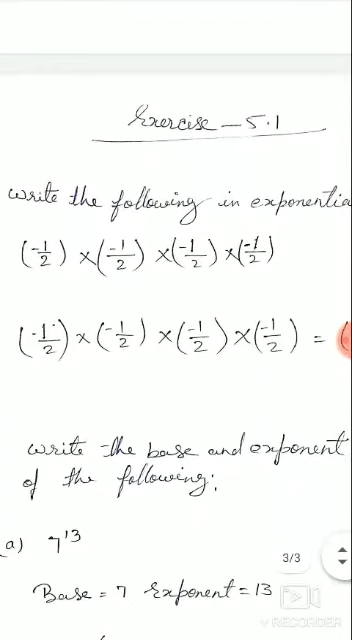 Exercise - 5.1
write the following in exponentia
(-1/2) × (-1/2) × (-1/2) × (-1/2)
(-1/2) × (-1/2) × (-1/2) × (-1/2) = (
write the base and exponent
of the following:
a) 7¹³
3/3
Base = 7 Exponent = 13
RECORDER